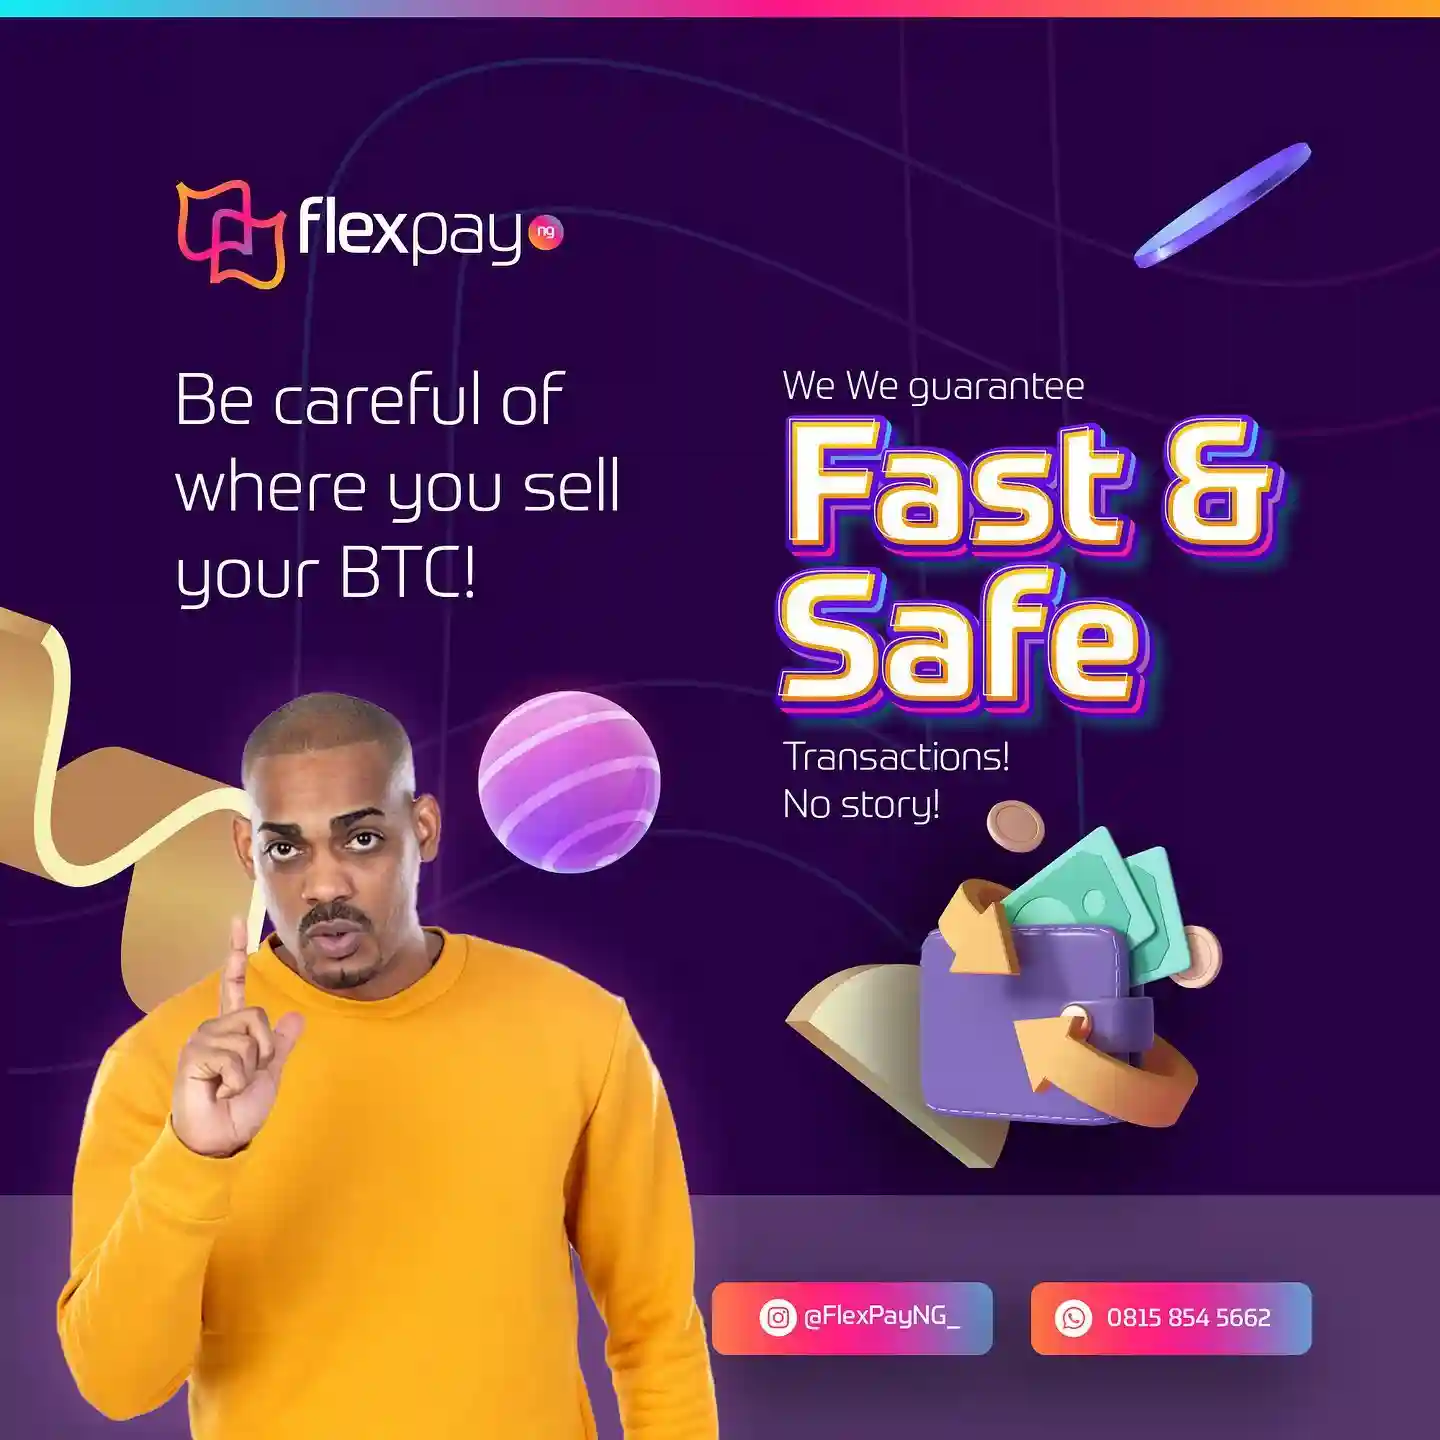 flexpay ng
Be careful of
where you sell
your BTC!
We We guarantee
Fast &
Safe
Transactions!
No story!
@FlexPayNG_
0815 854 5662